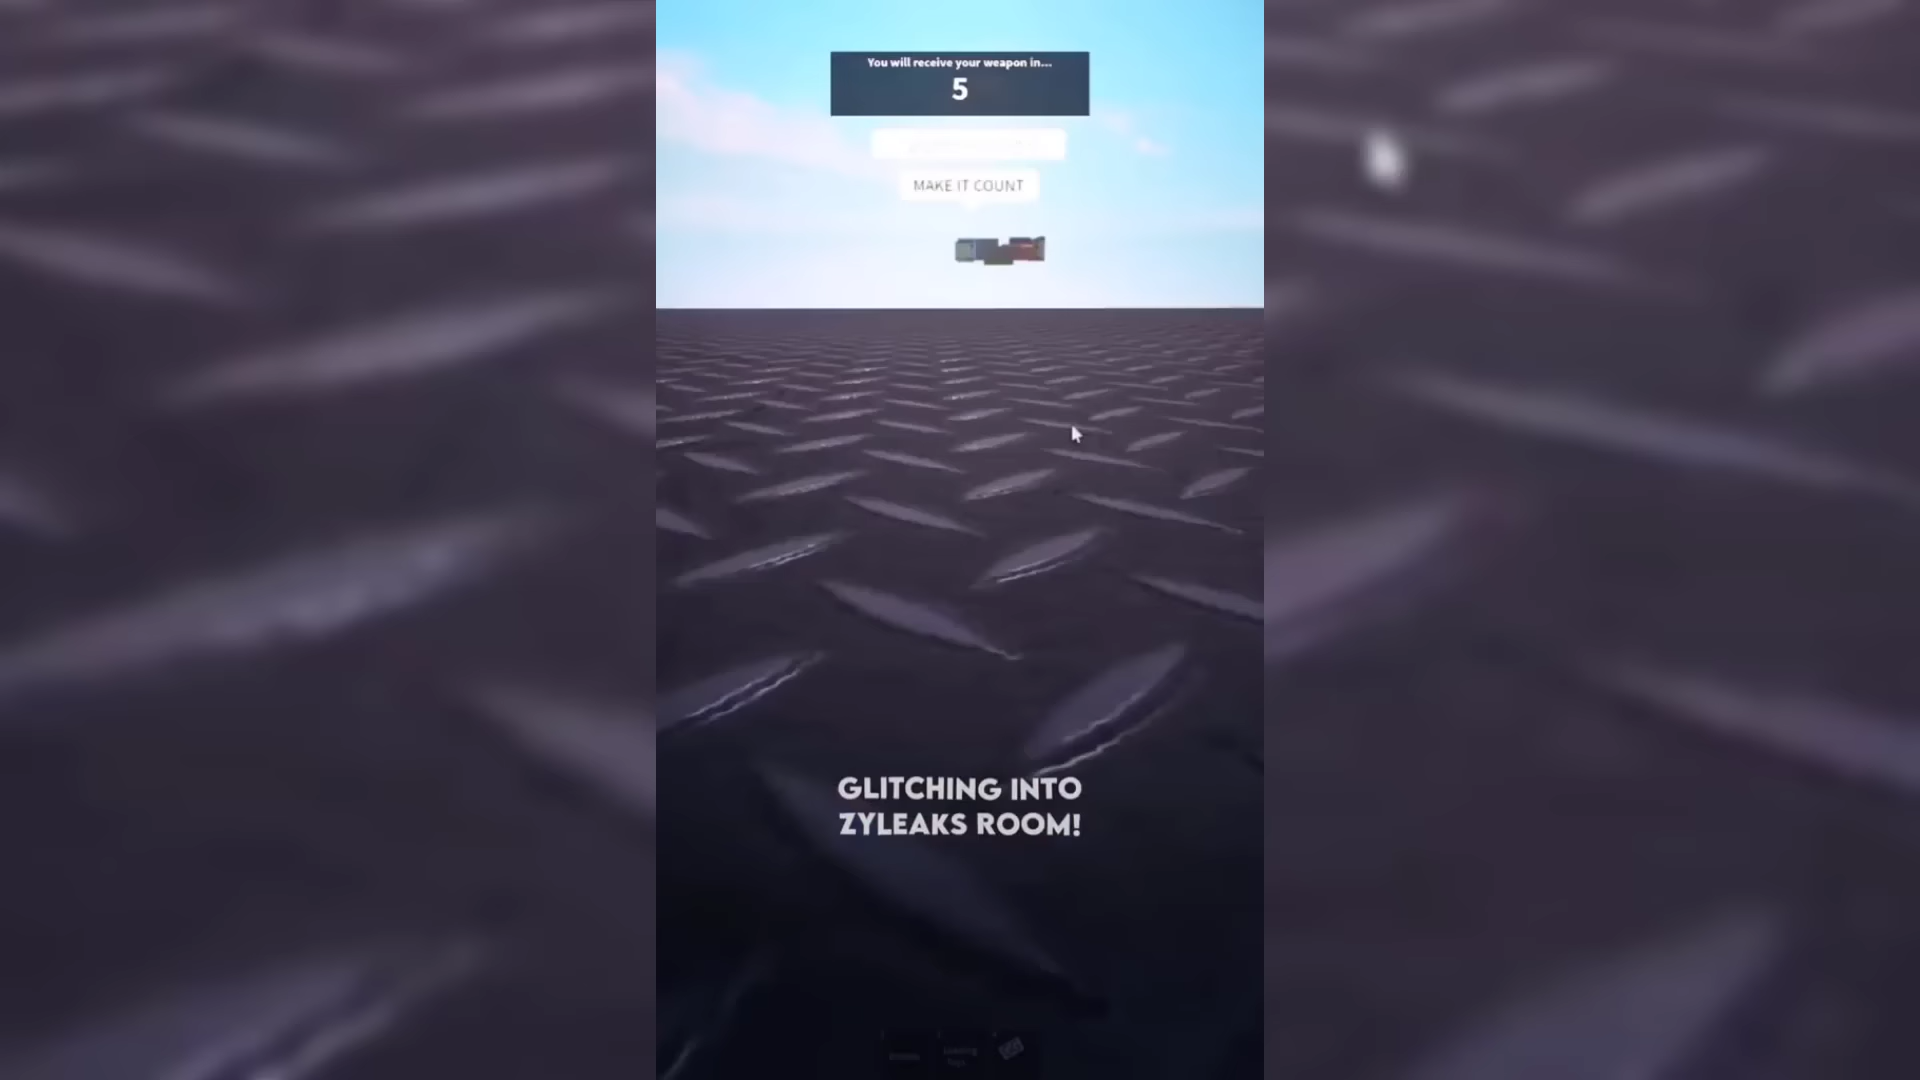 You will receive your weapon in...
5
MAKE IT COUNT
GLITCHING INTO
ZYLEAKS ROOM!